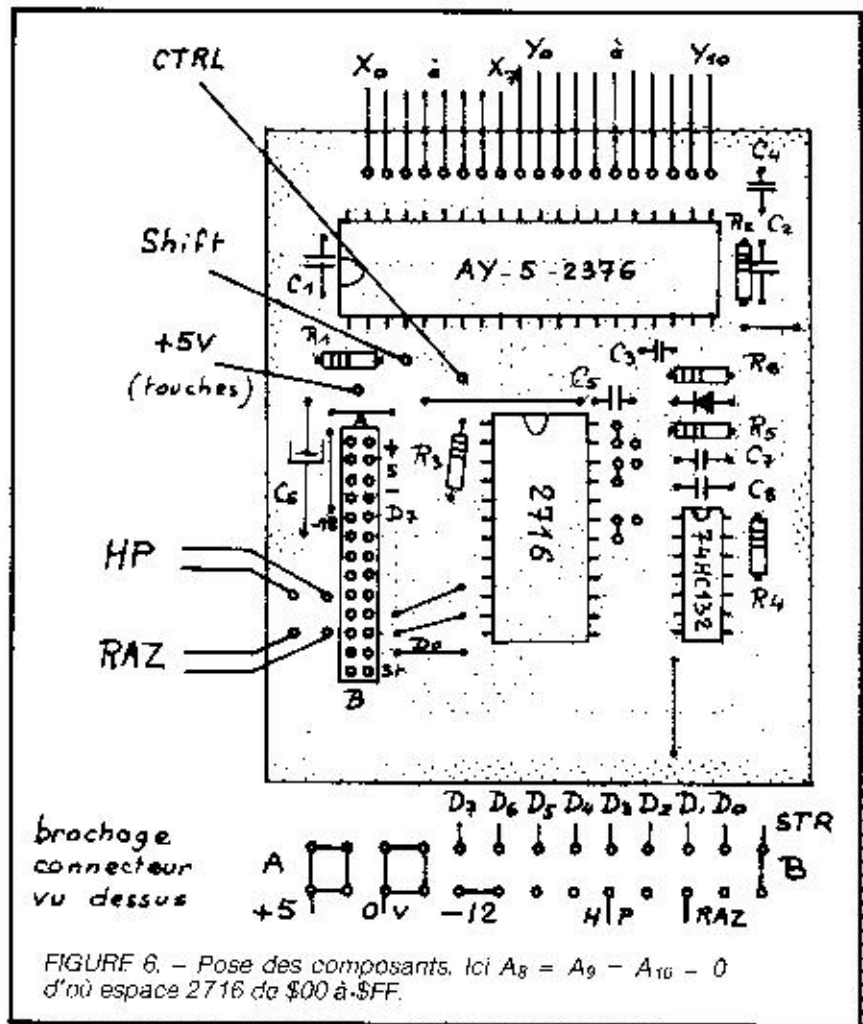 CTRL
X0 à X7 Y0 à Y10
C4
Shift
C1
AY-5-2376
R2 C2
+5V
(touches)
R1
C3
R6
C5
A
R3
R5
+
5
-
C6
-12
D7
2716
C7
C8
74HC132
HP
R4
RAZ
D0
St
B
D7 D6 D5 D4 D3 D2 D1 D0 STR
brochage
connecteur
vu dessus
A
B
+5 0V -12 HP RAZ
FIGURE 6. – Pose des composants. Ici A8 = A9 – A10 – 0
d'où espace 2716 de $00 à $FF.